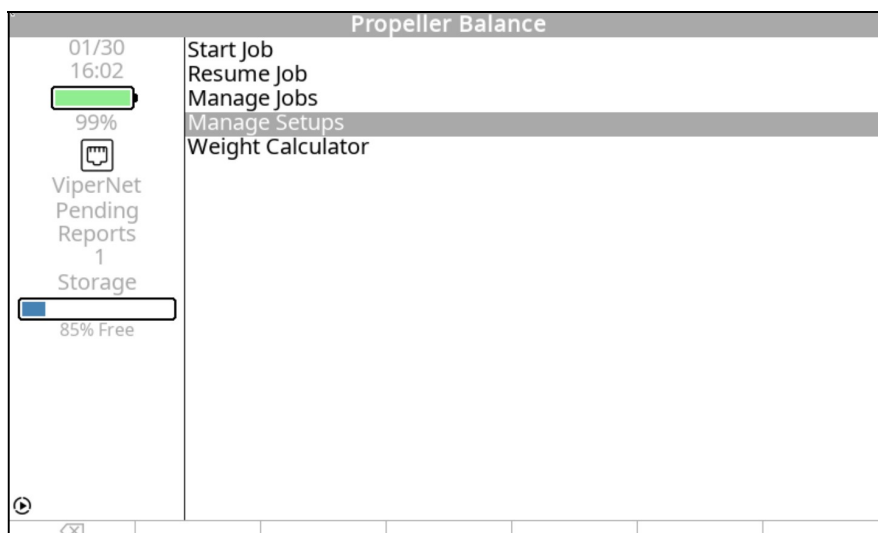 Propeller Balance
01/30
16:02
99%
ViperNet
Pending
Reports
1
Storage
85% Free
Start Job
Resume Job
Manage Jobs
Manage Setups
Weight Calculator